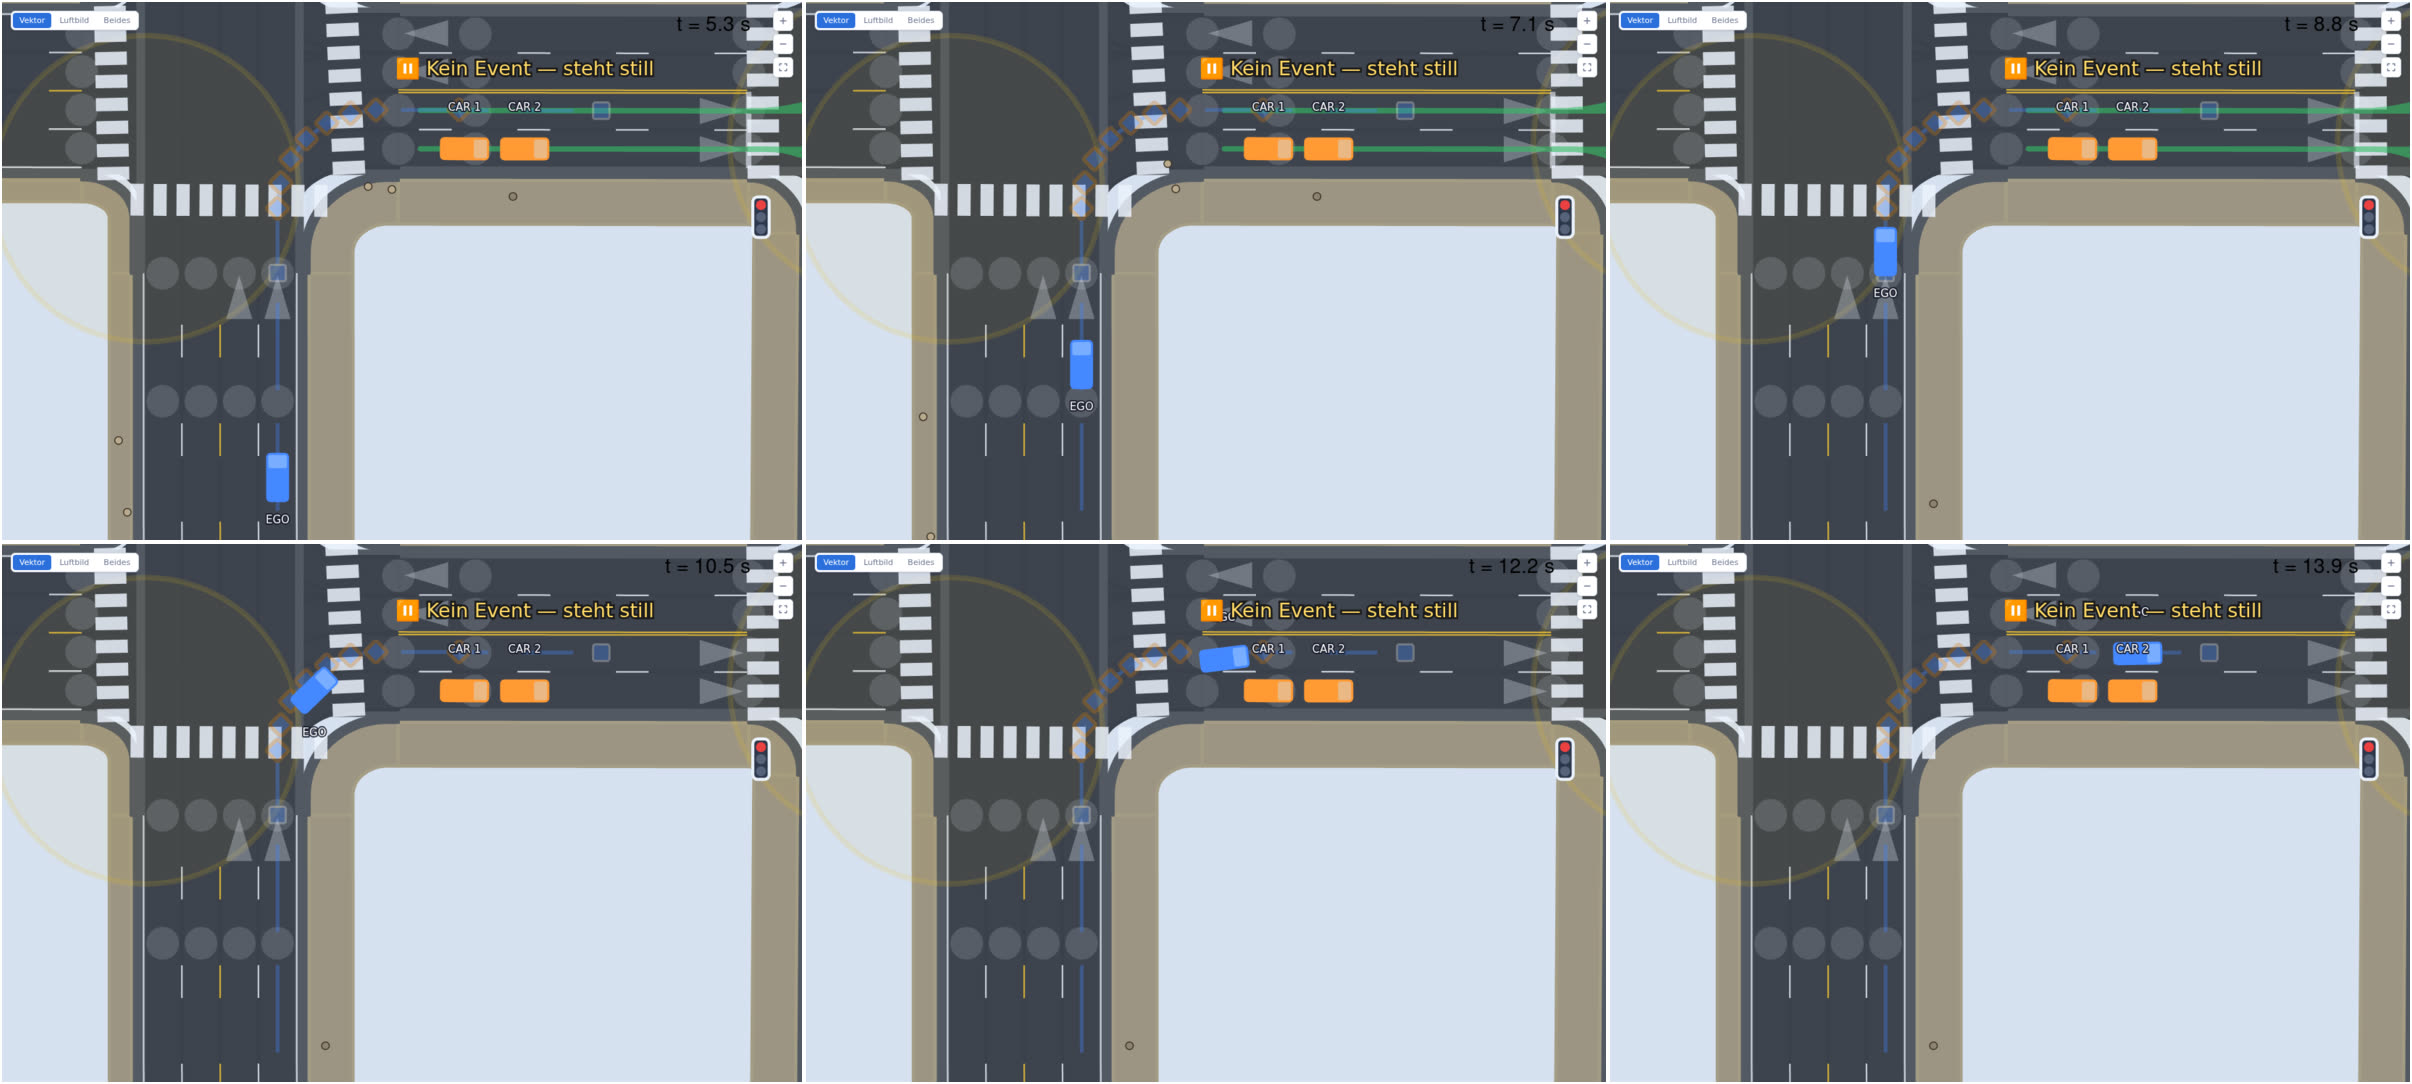 Vektor Luftbild Beides
t = 5.3 s
+
−
Kein Event — steht still
CAR 1 CAR 2
EGO
Vektor Luftbild Beides
t = 7.1 s
+
−
Kein Event — steht still
CAR 1 CAR 2
EGO
Vektor Luftbild Beides
t = 8.8 s
+
−
Kein Event — steht still
CAR 1 CAR 2
EGO
Vektor Luftbild Beides
t = 10.5 s
+
−
Kein Event — steht still
CAR 1 CAR 2
EGO
Vektor Luftbild Beides
t = 12.2 s
+
−
Kein Event — steht still
CAR 1 CAR 2
Vektor Luftbild Beides
t = 13.9 s
+
−
Kein Event — steht still
CAR 1 CAR 2